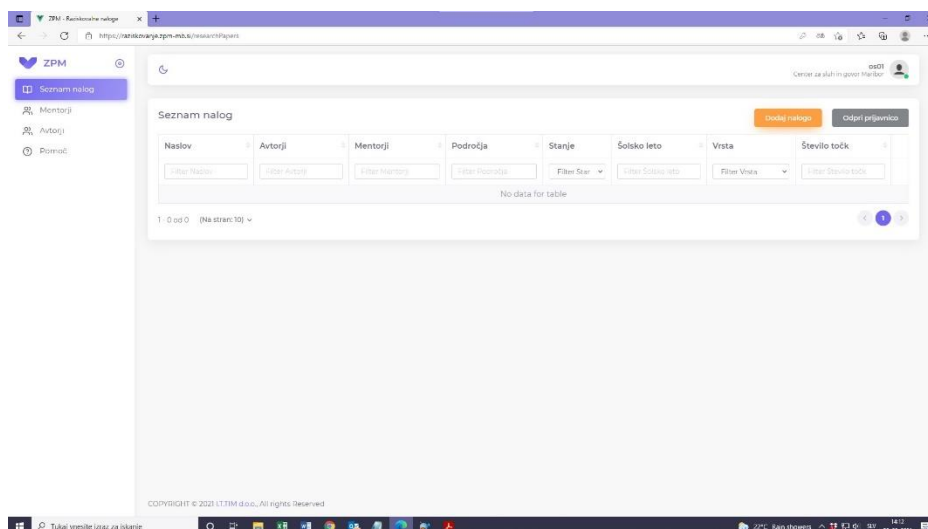 ZPM - Raziskovalne naloge
https://raziskovanje.zpm-mb.si/researchPapers
ZPM
os01
Center za sluh in govor Maribor
Seznam nalog
Mentorji
Avtorji
Pomoč
Seznam nalog
Dodaj nalogo
Odpri prijavnico
Naslov Avtorji Mentorji Področja Stanje Šolsko leto Vrsta Število točk
Filter Naslov Filter Avtorji Filter Mentorji Filter Področja Filter Star Filter Šolsko leto Filter Vrsta Filter Število točk
No data for table
1 - 0 od 0 (Na stran: 10)
1
COPYRIGHT © 2021 I.T.TIM d.o.o., All rights Reserved
Tukaj vnesite izraz za iskanje
22°C Rain showers
SLV
14:12